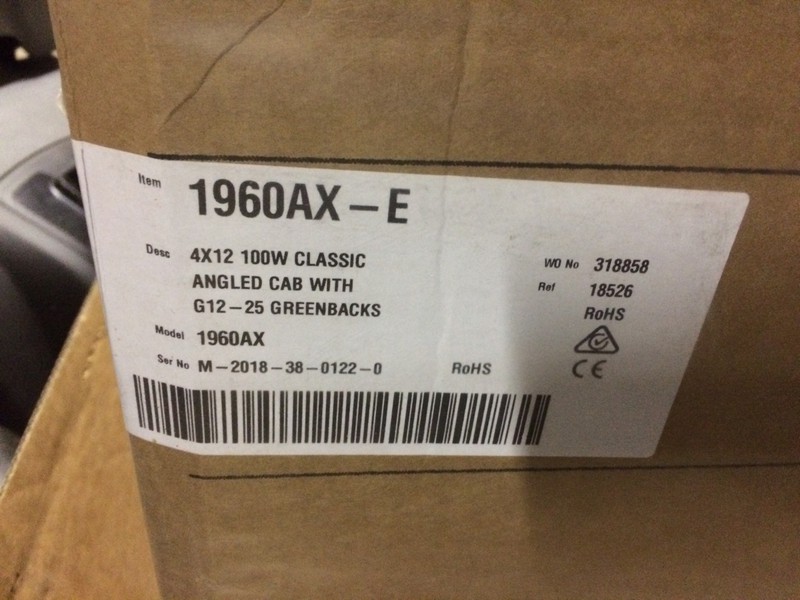 Item 1960AX-E
Desc 4X12 100W CLASSIC
ANGLED CAB WITH
G12-25 GREENBACKS
Model 1960AX
Ser No M-2018-38-0122-0 RoHS
WO No 318858
Ref 18526
RoHS
CE